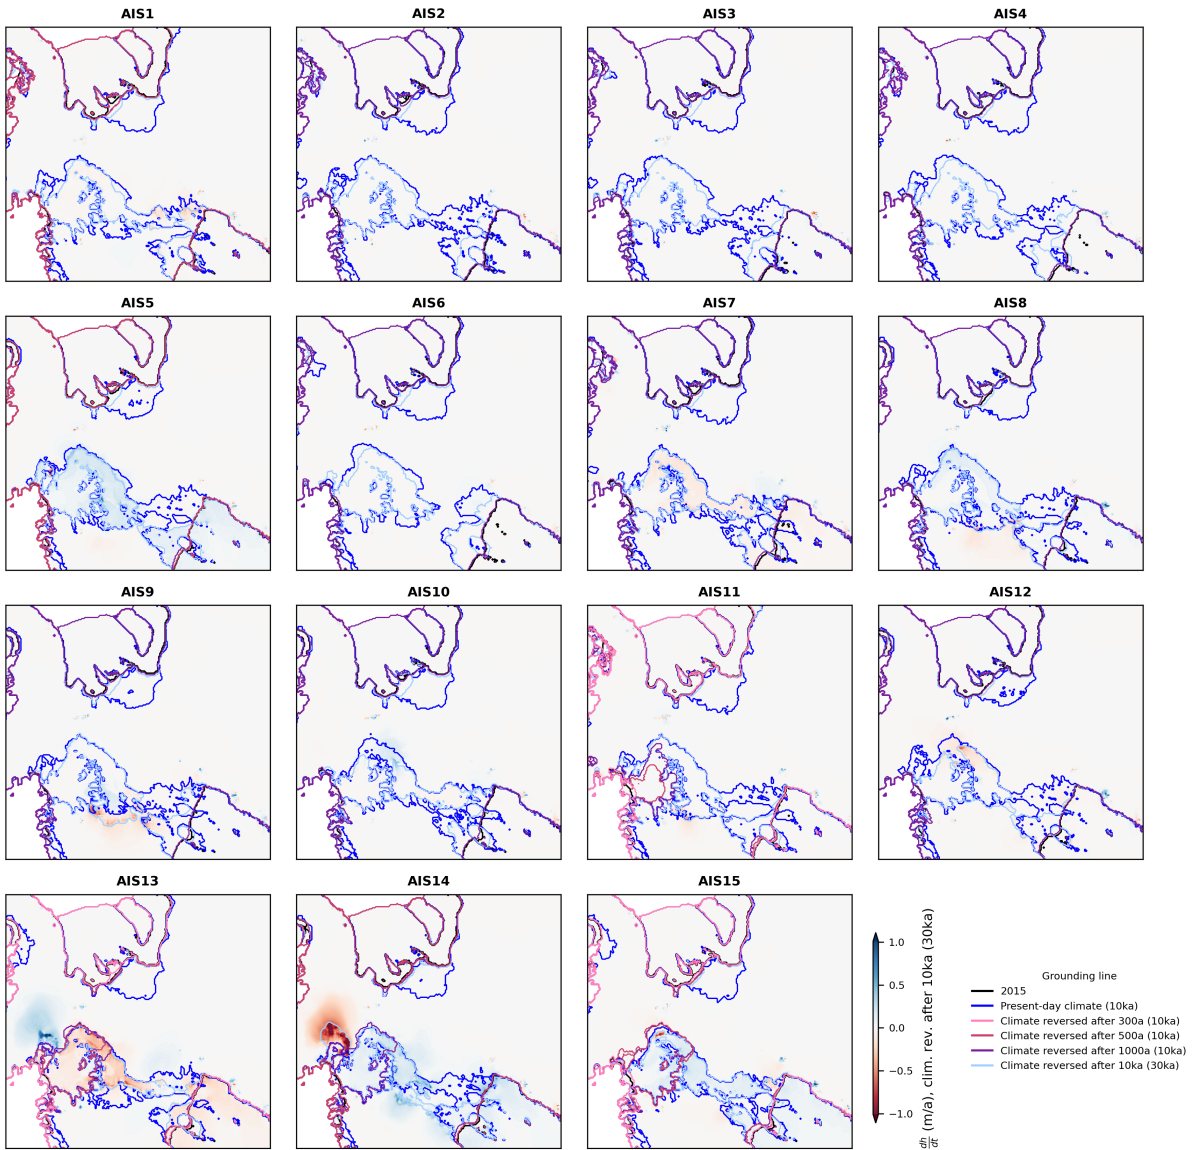 AIS1 AIS2 AIS3 AIS4
AIS5 AIS6 AIS7 AIS8
AIS9 AIS10 AIS11 AIS12
AIS13 AIS14 AIS15
1.0
0.5
0.0
−0.5
−1.0
dh/dt (m/a), clim. rev. after 10ka (30ka)
Grounding line
2015
Present-day climate (10ka)
Climate reversed after 300a (10ka)
Climate reversed after 500a (10ka)
Climate reversed after 1000a (10ka)
Climate reversed after 10ka (30ka)